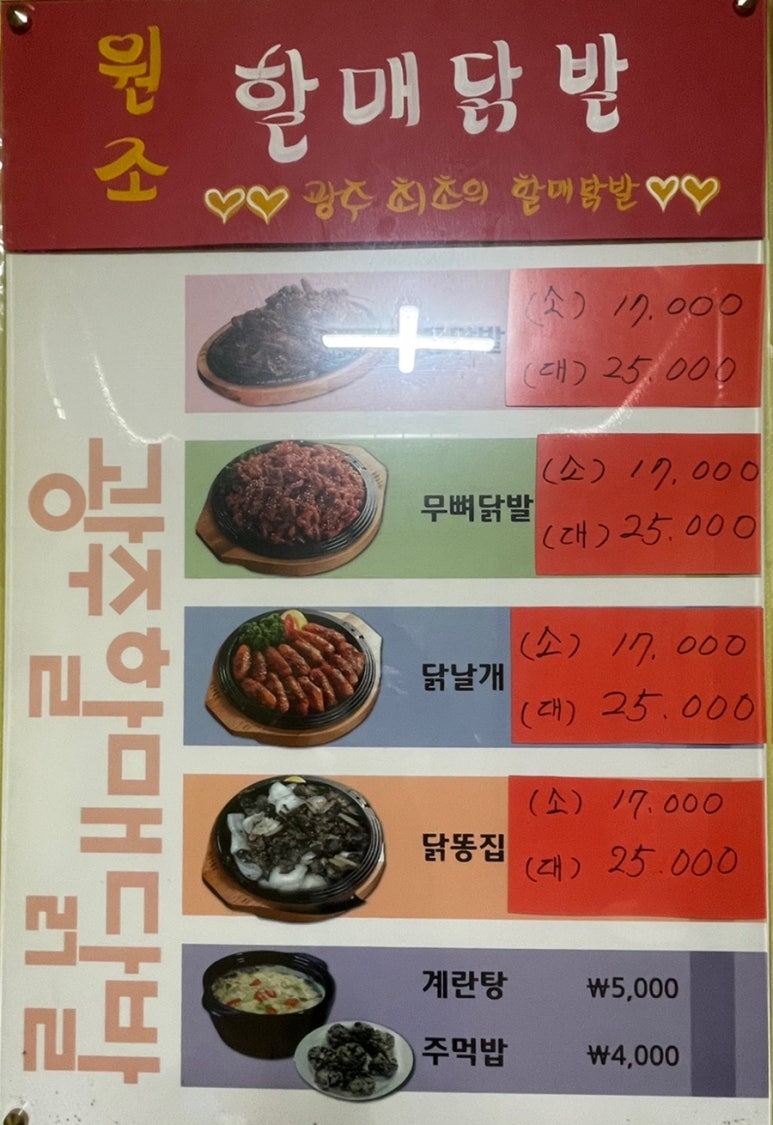 원조
할매닭발
광주 최초의 할매닭발
(소) 17.000
(대) 25.000
무뼈닭발
(소) 17.000
(대) 25.000
닭날개
(소) 17.000
(대) 25.000
닭똥집
(소) 17.000
(대) 25.000
계란탕 ₩5,000
주먹밥 ₩4,000
광주할매닭발